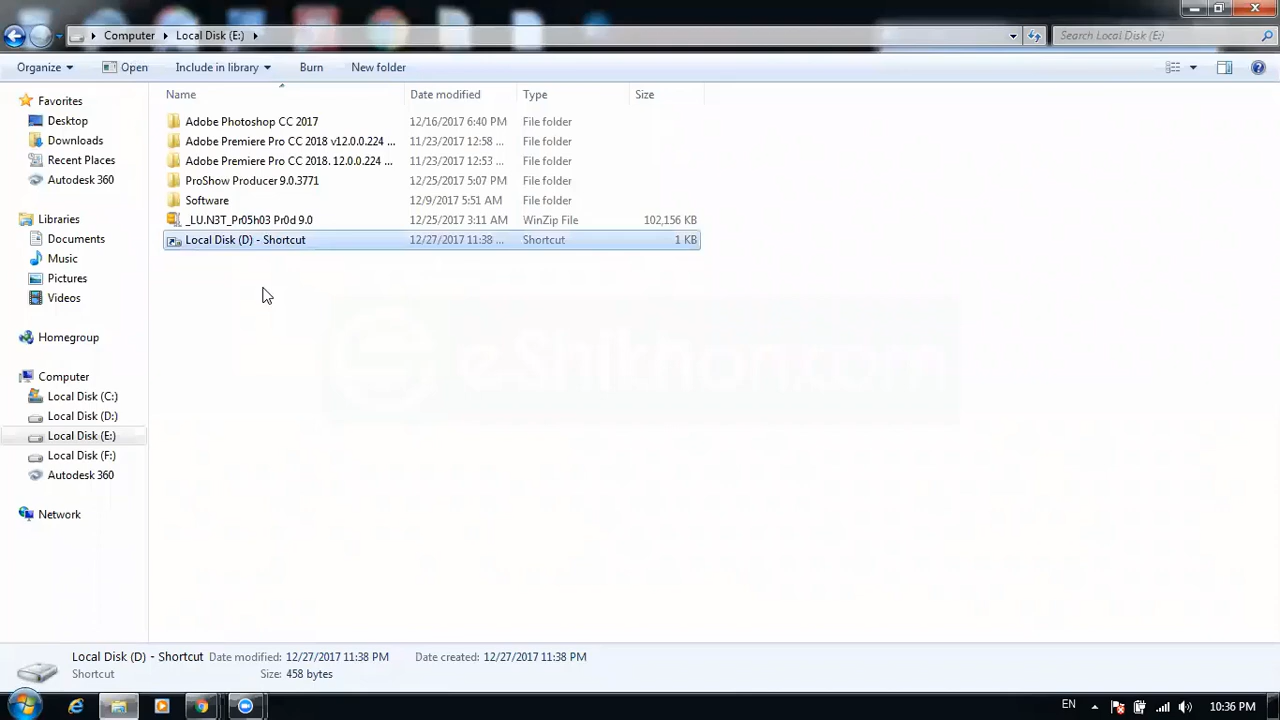 Computer Local Disk (E:) Search Local Disk (E:)
Organize Open Include in library Burn New folder
Name Date modified Type Size
Favorites
Desktop
Downloads
Recent Places
Autodesk 360
Libraries
Documents
Music
Pictures
Videos
Homegroup
Computer
Local Disk (C:)
Local Disk (D:)
Local Disk (E:)
Local Disk (F:)
Autodesk 360
Network
Adobe Photoshop CC 2017 12/16/2017 6:40 PM File folder
Adobe Premiere Pro CC 2018 v12.0.0.224 ... 11/23/2017 12:58 ... File folder
Adobe Premiere Pro CC 2018. 12.0.0.224 ... 11/23/2017 12:53 ... File folder
ProShow Producer 9.0.3771 12/25/2017 5:07 PM File folder
Software 12/9/2017 5:51 AM File folder
_LU.N3T_Pr05h03 Pr0d 9.0 12/25/2017 3:11 AM WinZip File 102,156 KB
Local Disk (D) - Shortcut 12/27/2017 11:38 ... Shortcut 1 KB
e-Shikhon.com
Local Disk (D) - Shortcut Date modified: 12/27/2017 11:38 PM Date created: 12/27/2017 11:38 PM
Shortcut Size: 458 bytes
EN 10:36 PM